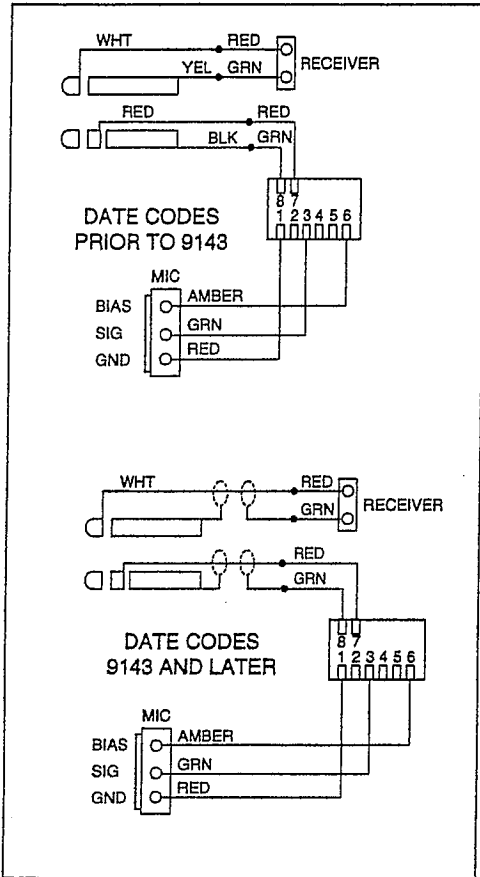 WHT RED
RECEIVER
YEL GRN
RED RED
BLK GRN
8 7
1 2 3 4 5 6
DATE CODES
PRIOR TO 9143
MIC
BIAS AMBER
SIG GRN
GND RED
WHT RED
RECEIVER
GRN
RED
GRN
8 7
1 2 3 4 5 6
DATE CODES
9143 AND LATER
MIC
BIAS AMBER
SIG GRN
GND RED